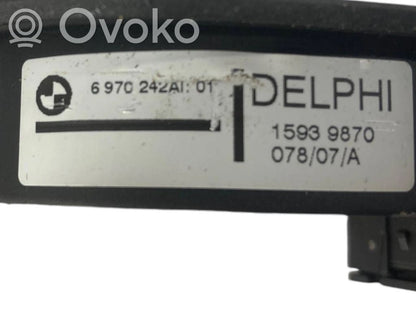 Ovoko
6 970 242AI: 01
DELPHI
1593 9870
078/07/A